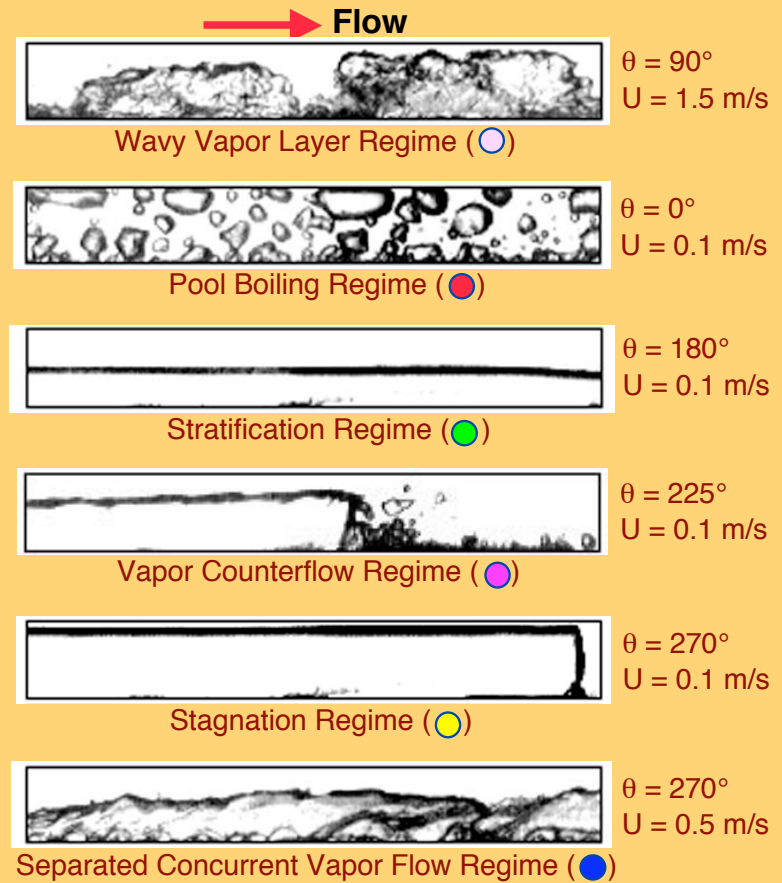 Flow
θ = 90°
U = 1.5 m/s
Wavy Vapor Layer Regime ( )
θ = 0°
U = 0.1 m/s
Pool Boiling Regime ( )
θ = 180°
U = 0.1 m/s
Stratification Regime ( )
θ = 225°
U = 0.1 m/s
Vapor Counterflow Regime ( )
θ = 270°
U = 0.1 m/s
Stagnation Regime ( )
θ = 270°
U = 0.5 m/s
Separated Concurrent Vapor Flow Regime ( )